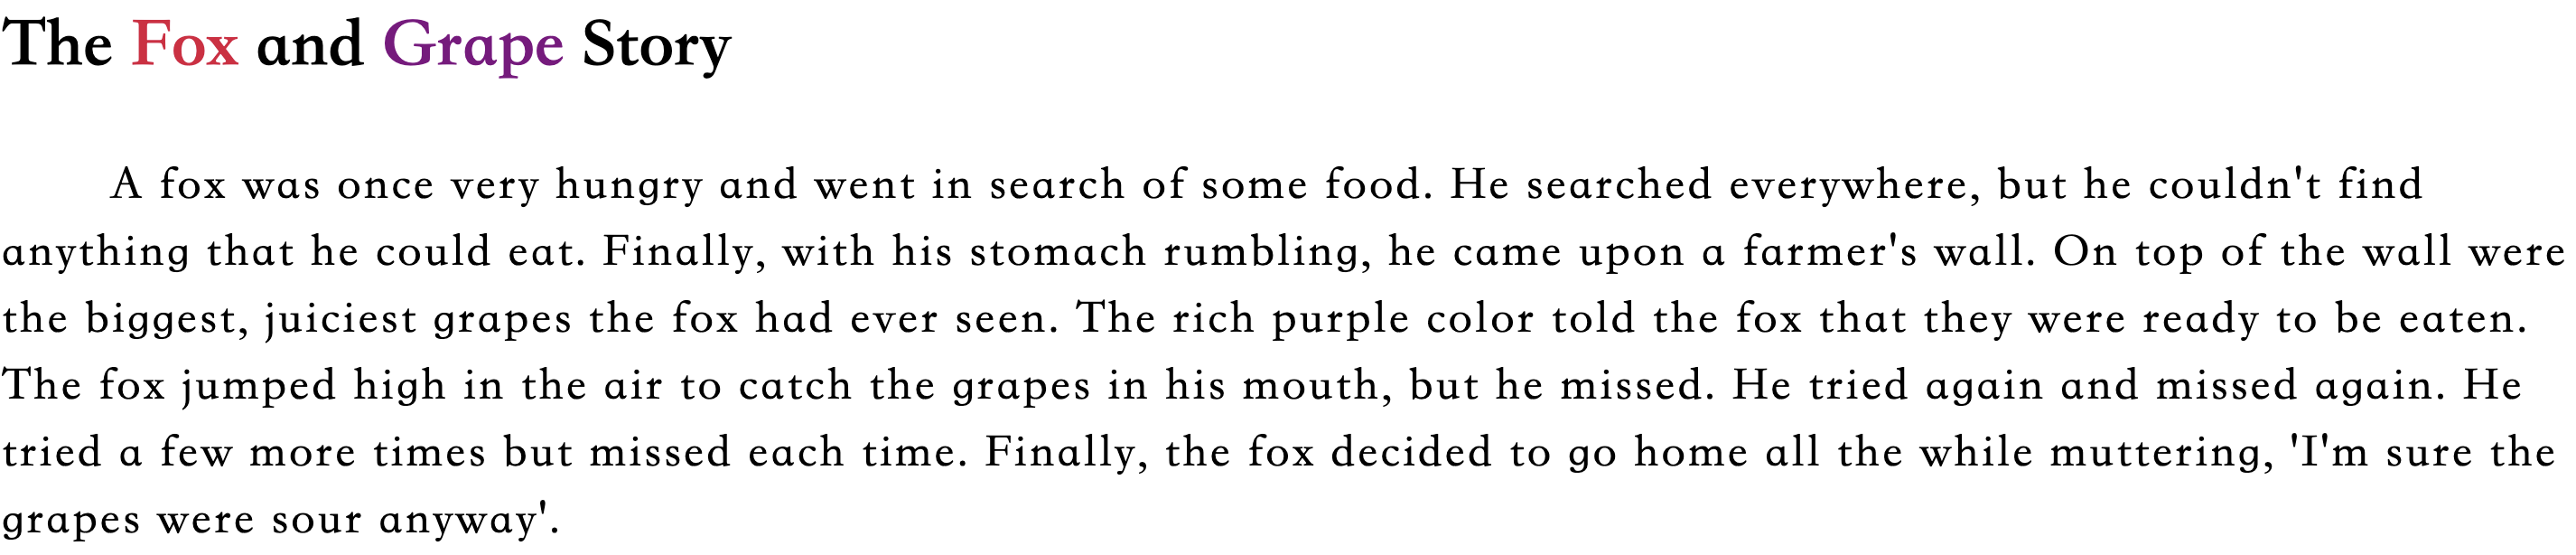 The Fox and Grape Story
A fox was once very hungry and went in search of some food. He searched everywhere, but he couldn't find
anything that he could eat. Finally, with his stomach rumbling, he came upon a farmer's wall. On top of the wall were
the biggest, juiciest grapes the fox had ever seen. The rich purple color told the fox that they were ready to be eaten.
The fox jumped high in the air to catch the grapes in his mouth, but he missed. He tried again and missed again. He
tried a few more times but missed each time. Finally, the fox decided to go home all the while muttering, 'I'm sure the
grapes were sour anyway'.